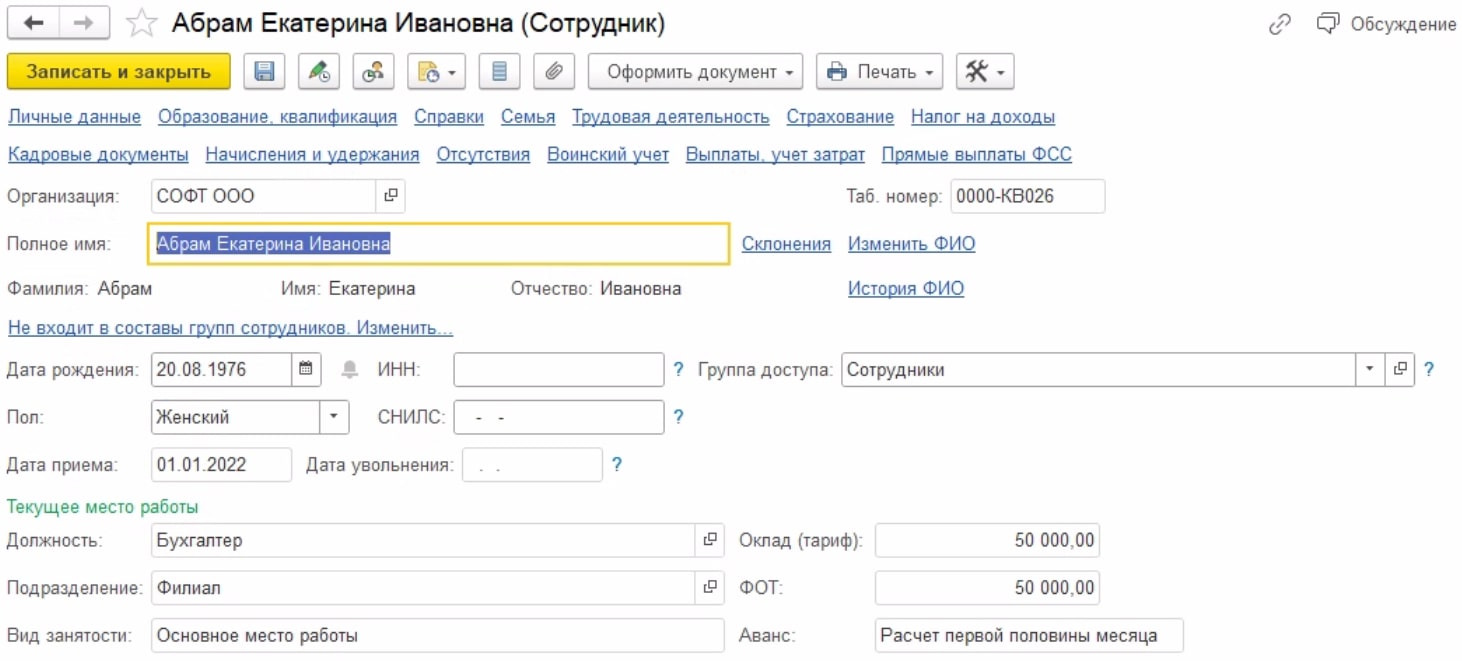 Абрам Екатерина Ивановна (Сотрудник) Обсуждение
Записать и закрыть Оформить документ Печать
Личные данные Образование, квалификация Справки Семья Трудовая деятельность Страхование Налог на доходы
Кадровые документы Начисления и удержания Отсутствия Воинский учет Выплаты, учет затрат Прямые выплаты ФСС
Организация: СОФТ ООО Таб. номер: 0000-КВ026
Полное имя: Абрам Екатерина Ивановна Склонения Изменить ФИО
Фамилия: Абрам Имя: Екатерина Отчество: Ивановна История ФИО
Не входит в составы групп сотрудников. Изменить...
Дата рождения: 20.08.1976 ИНН: ? Группа доступа: Сотрудники ?
Пол: Женский СНИЛС: - - ?
Дата приема: 01.01.2022 Дата увольнения: . . ?
Текущее место работы
Должность: Бухгалтер Оклад (тариф): 50 000,00
Подразделение: Филиал ФОТ: 50 000,00
Вид занятости: Основное место работы Аванс: Расчет первой половины месяца